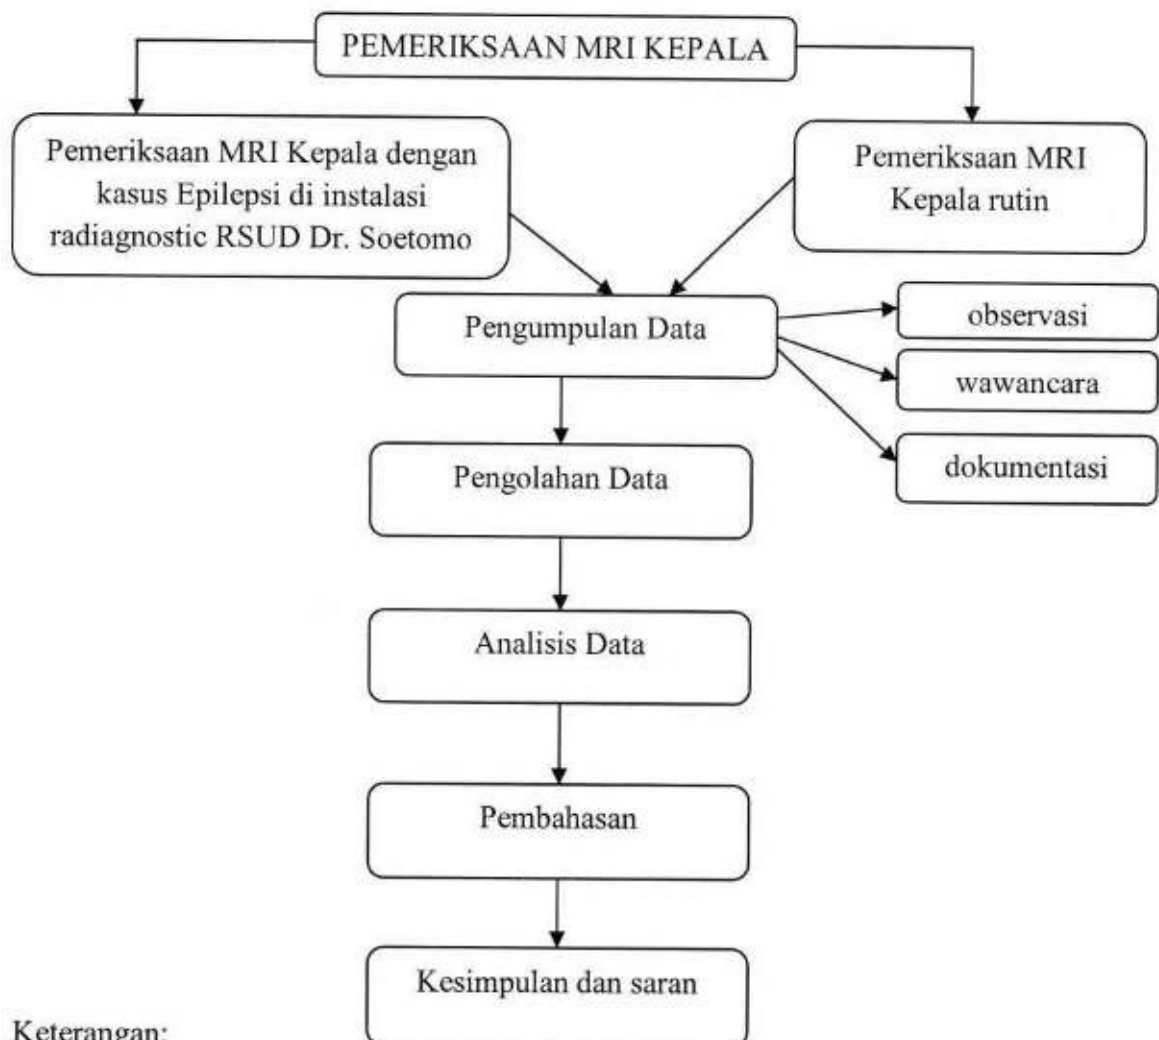 PEMERIKSAAN MRI KEPALA
Pemeriksaan MRI Kepala dengan
kasus Epilepsi di instalasi
radiagnostic RSUD Dr. Soetomo
Pemeriksaan MRI
Kepala rutin
Pengumpulan Data
observasi
wawancara
dokumentasi
Pengolahan Data
Analisis Data
Pembahasan
Kesimpulan dan saran
Keterangan: